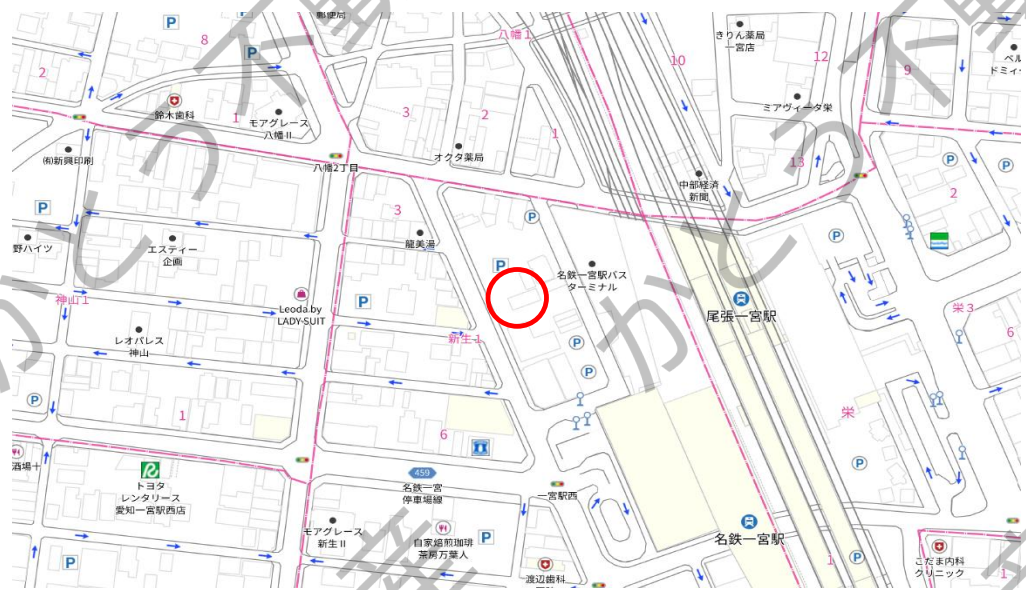 郵便局
P
8
八幡1
きりん薬局
一宮店
P
10
12
9
2
鈴木歯科
1
モアグレース
八幡Ⅱ
3
2
1
ミアヴィータ栄
13
㈲新興印刷
八幡2丁目
オクタ薬局
中部経済
新聞
P
P
2
P
3
P
P
野ハイツ
エスティー
企画
龍美湯
P
名鉄一宮駅バス
ターミナル
尾張一宮駅
神山1
Leoda by
LADY-SUIT
P
栄3
レオパレス
神山
新生1
P
6
P
P
1
6
栄
459
名鉄一宮
停車場線
一宮駅西
P
酒場十
トヨタ
レンタリース
愛知一宮駅西店
モアグレース
新生Ⅱ
自家焙煎珈琲
茶房万葉人
P
名鉄一宮駅
P
渡辺歯科
1
P
こだま内科
クリニック
1